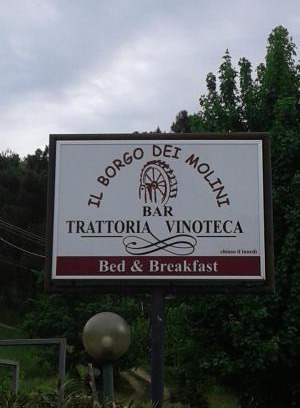 IL BORGO DEI MOLINI
BAR
TRATTORIA VINOTECA
chiuso il lunedì
Bed & Breakfast